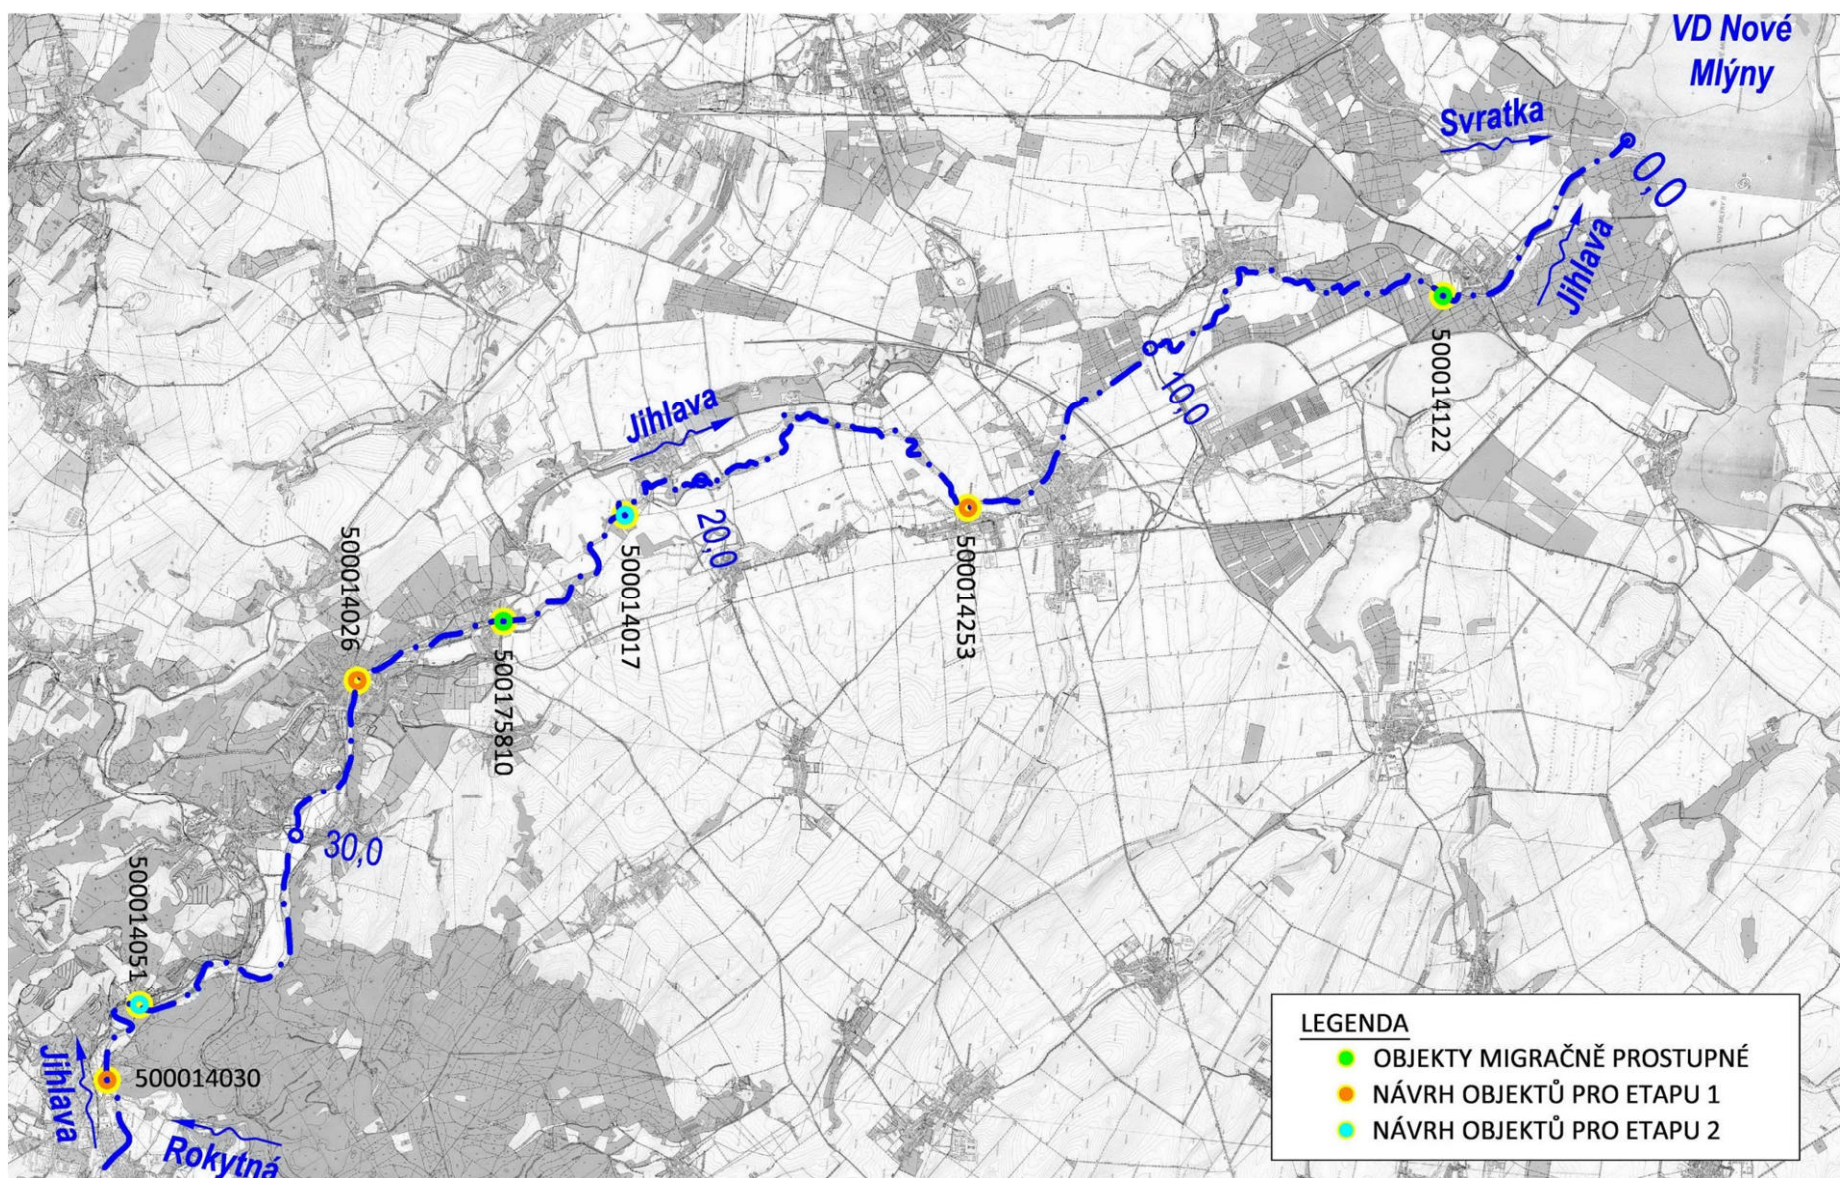 VD Nové
Mlýny
Svratka
0,0
Jihlava
500014122
10,0
Jihlava
20,0
500014253
500014017
500014026
500175810
30,0
500014051
500014030
Jihlava
Rokytná
LEGENDA
OBJEKTY MIGRAČNĚ PROSTUPNÉ
NÁVRH OBJEKTŮ PRO ETAPU 1
NÁVRH OBJEKTŮ PRO ETAPU 2